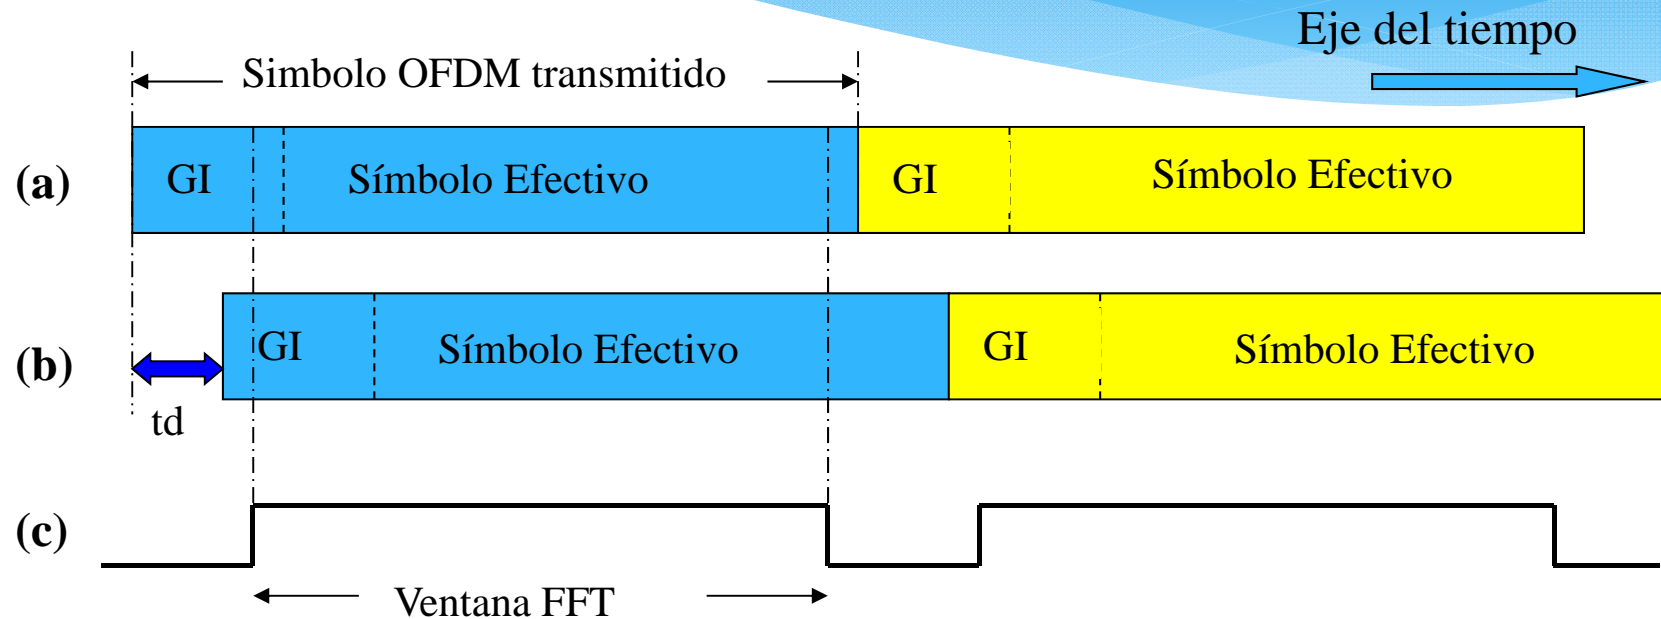 Eje del tiempo
Simbolo OFDM transmitido
(a)
GI
Símbolo Efectivo
GI
Símbolo Efectivo
(b)
GI
Símbolo Efectivo
GI
Símbolo Efectivo
td
(c)
Ventana FFT